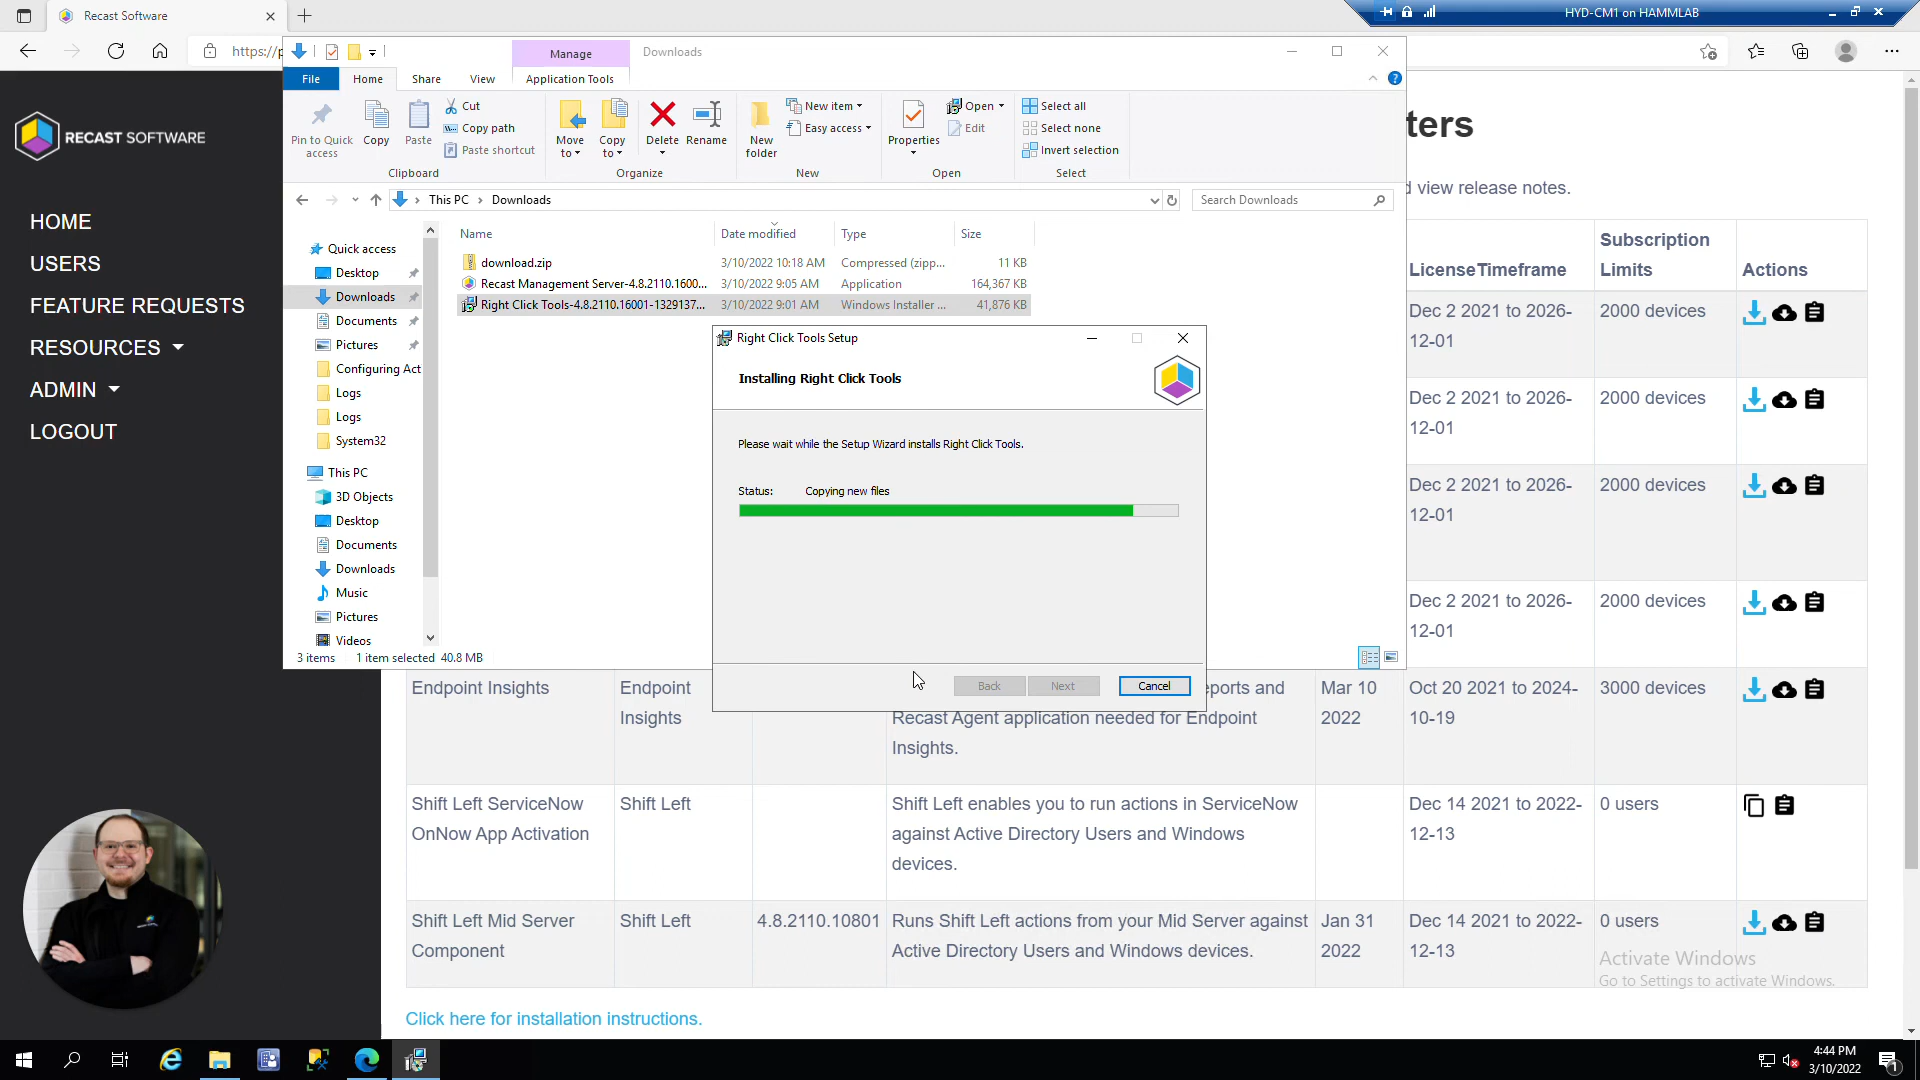 Recast Software
HYD-CM1 on HAMMLAB
https://p
Manage
Downloads
File
Home
Share
View
Application Tools
Pin to Quick access
Copy
Paste
Cut
Copy path
Paste shortcut
Clipboard
Move to
Copy to
Delete
Rename
Organize
New folder
New item
Easy access
New
Properties
Open
Edit
Open
Select all
Select none
Invert selection
Select
This PC
Downloads
Search Downloads
Quick access
Desktop
Downloads
Documents
Pictures
Configuring Act
Logs
Logs
System32
This PC
3D Objects
Desktop
Documents
Downloads
Music
Pictures
Videos
Name
Date modified
Type
Size
download.zip 3/10/2022 10:18 AM Compressed (zipp... 11 KB
Recast Management Server-4.8.2110.1600... 3/10/2022 9:05 AM Application 164,367 KB
Right Click Tools-4.8.2110.16001-1329137... 3/10/2022 9:01 AM Windows Installer ... 41,876 KB
3 items 1 item selected 40.8 MB
Right Click Tools Setup
Installing Right Click Tools
Please wait while the Setup Wizard installs Right Click Tools.
Status: Copying new files
Back
Next
Cancel
RECAST SOFTWARE
HOME
USERS
FEATURE REQUESTS
RESOURCES
ADMIN
LOGOUT
ters
d view release notes.
LicenseTimeframe
Subscription Limits
Actions
Dec 2 2021 to 2026-
12-01
2000 devices
Dec 2 2021 to 2026-
12-01
2000 devices
Dec 2 2021 to 2026-
12-01
2000 devices
Dec 2 2021 to 2026-
12-01
2000 devices
Endpoint Insights
Endpoint
Insights
eports and
Recast Agent application needed for Endpoint
Insights.
Mar 10
2022
Oct 20 2021 to 2024-
10-19
3000 devices
Shift Left ServiceNow
OnNow App Activation
Shift Left
Shift Left enables you to run actions in ServiceNow
against Active Directory Users and Windows
devices.
Dec 14 2021 to 2022-
12-13
0 users
Shift Left Mid Server
Component
Shift Left
4.8.2110.10801
Runs Shift Left actions from your Mid Server against
Active Directory Users and Windows devices.
Jan 31
2022
Dec 14 2021 to 2022-
12-13
0 users
Activate Windows
Go to Settings to activate Windows.
Click here for installation instructions.
4:44 PM
3/10/2022
1